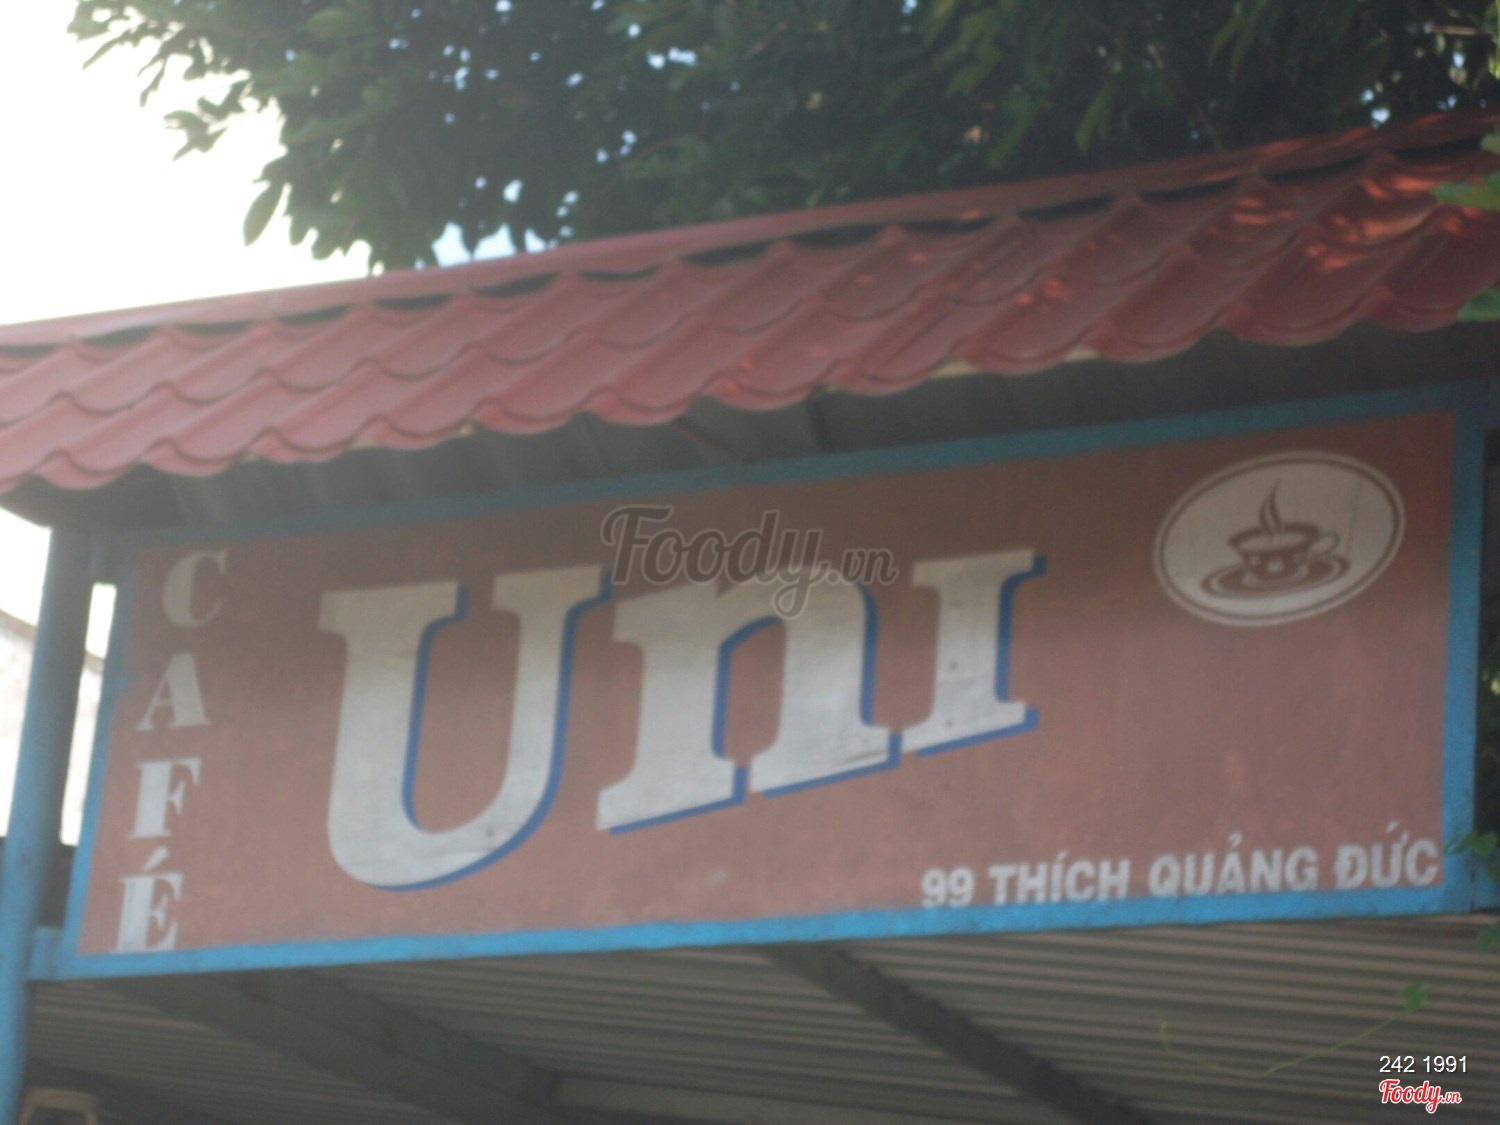 CAFÉ
Uni
99 THÍCH QUẢNG ĐỨC
Foody.vn
242 1991
Foody.vn